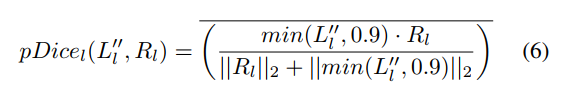 $pDice_l(L''_l, R_l) = \overline{\left(\frac{min(L''_l, 0.9) \cdot R_l}{||R_l||_2 + ||min(L''_l, 0.9)||_2}\right)}$ (6)